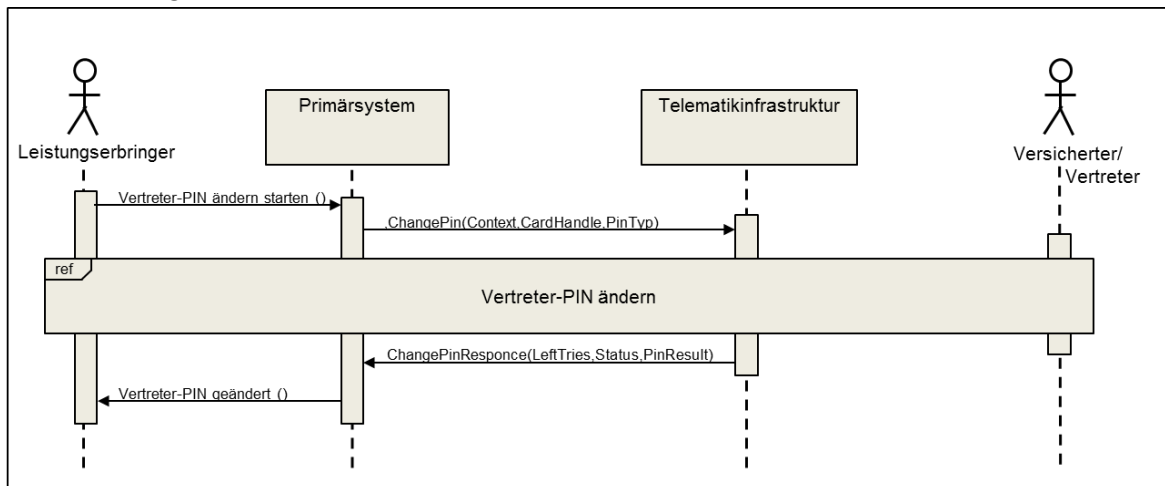 Primärsystem
Telematikinfrastruktur
Leistungserbringer
Versicherter/
Vertreter
Vertreter-PIN ändern starten ()
.ChangePin(Context,CardHandle,PinTyp)
ref
Vertreter-PIN ändern
ChangePinResponce(LeftTries,Status,PinResult)
Vertreter-PIN geändert ()